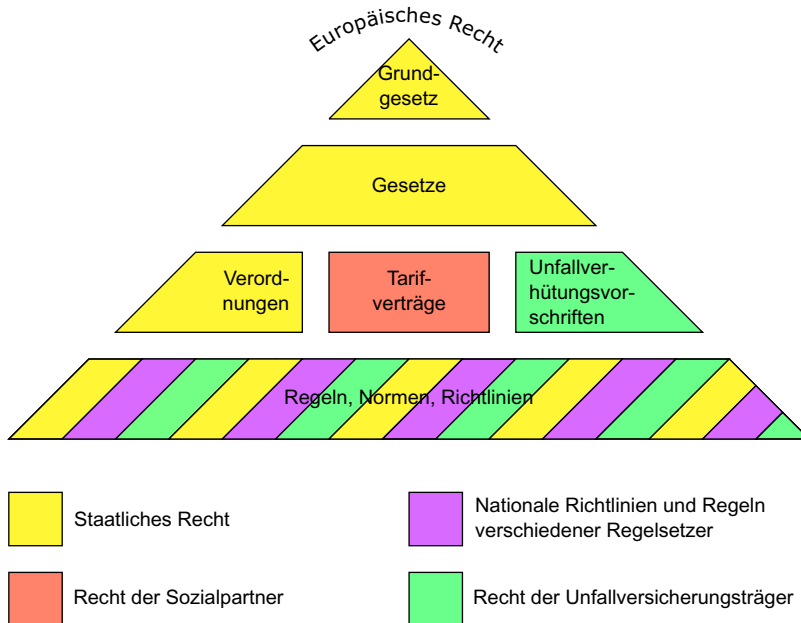 Europäisches Recht
Grund-
gesetz
Gesetze
Verord-
nungen
Tarif-
verträge
Unfallver-
hütungsvor-
schriften
Regeln, Normen, Richtlinien
Staatliches Recht
Nationale Richtlinien und Regeln
verschiedener Regelsetzer
Recht der Sozialpartner
Recht der Unfallversicherungsträger